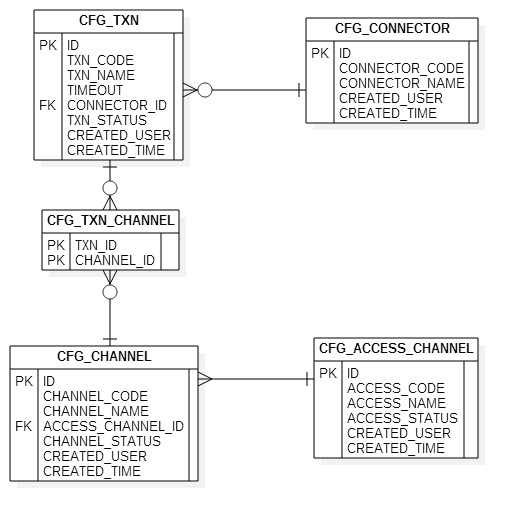 CFG_TXN
PK ID
TXN_CODE
TXN_NAME
TIMEOUT
FK CONNECTOR_ID
TXN_STATUS
CREATED_USER
CREATED_TIME
CFG_CONNECTOR
PK ID
CONNECTOR_CODE
CONNECTOR_NAME
CREATED_USER
CREATED_TIME
CFG_TXN_CHANNEL
PK TXN_ID
PK CHANNEL_ID
CFG_CHANNEL
PK ID
CHANNEL_CODE
CHANNEL_NAME
FK ACCESS_CHANNEL_ID
CHANNEL_STATUS
CREATED_USER
CREATED_TIME
CFG_ACCESS_CHANNEL
PK ID
ACCESS_CODE
ACCESS_NAME
ACCESS_STATUS
CREATED_USER
CREATED_TIME